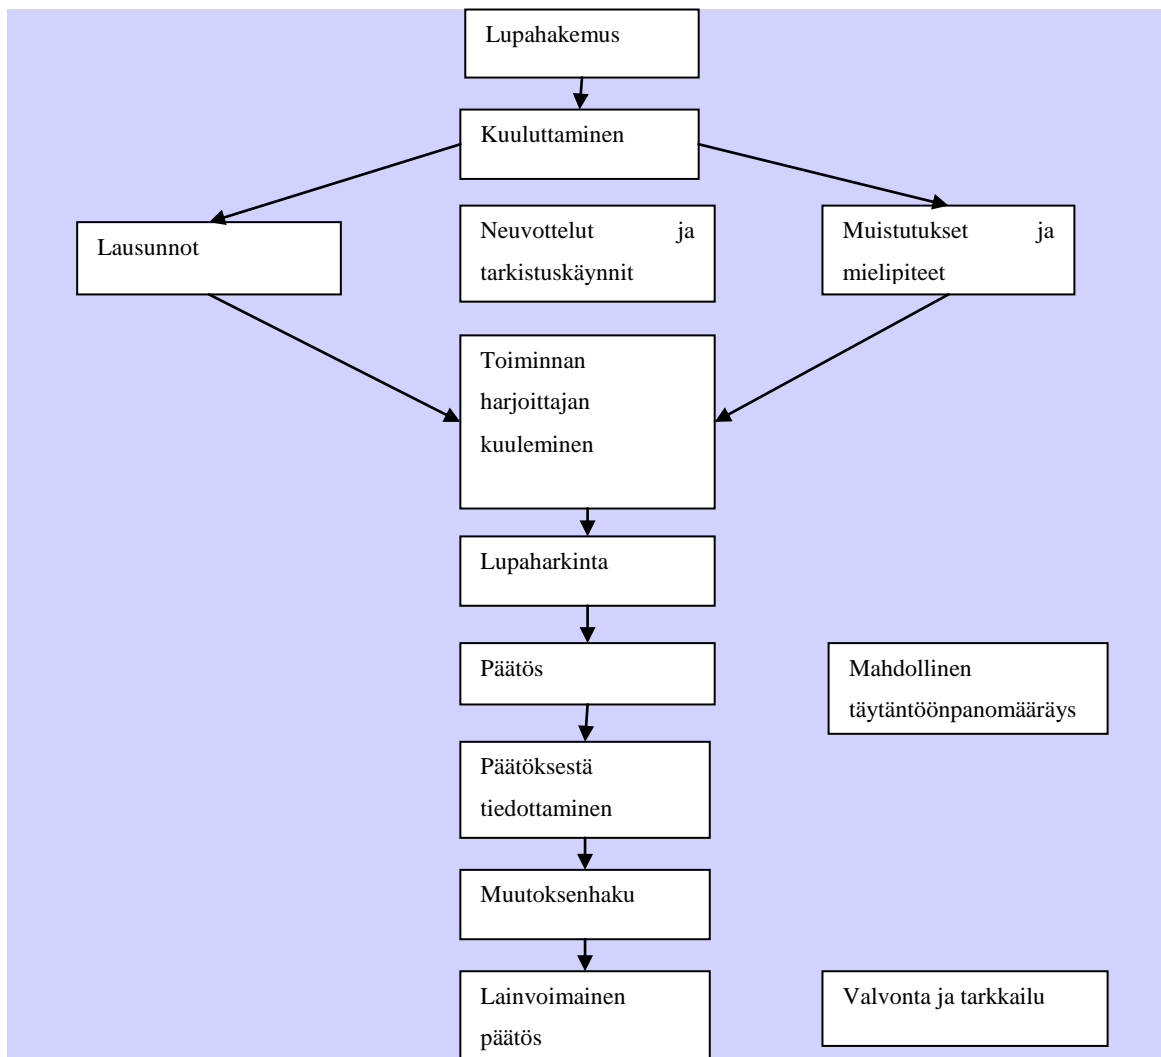 Lupahakemus
Kuuluttaminen
Lausunnot
Neuvottelut ja
tarkistuskäynnit
Muistutukset ja
mielipiteet
Toiminnan
harjoittajan
kuuleminen
Lupaharkinta
Päätös
Mahdollinen
täytäntöönpanomääräys
Päätöksestä
tiedottaminen
Muutoksenhaku
Lainvoimainen
päätös
Valvonta ja tarkkailu